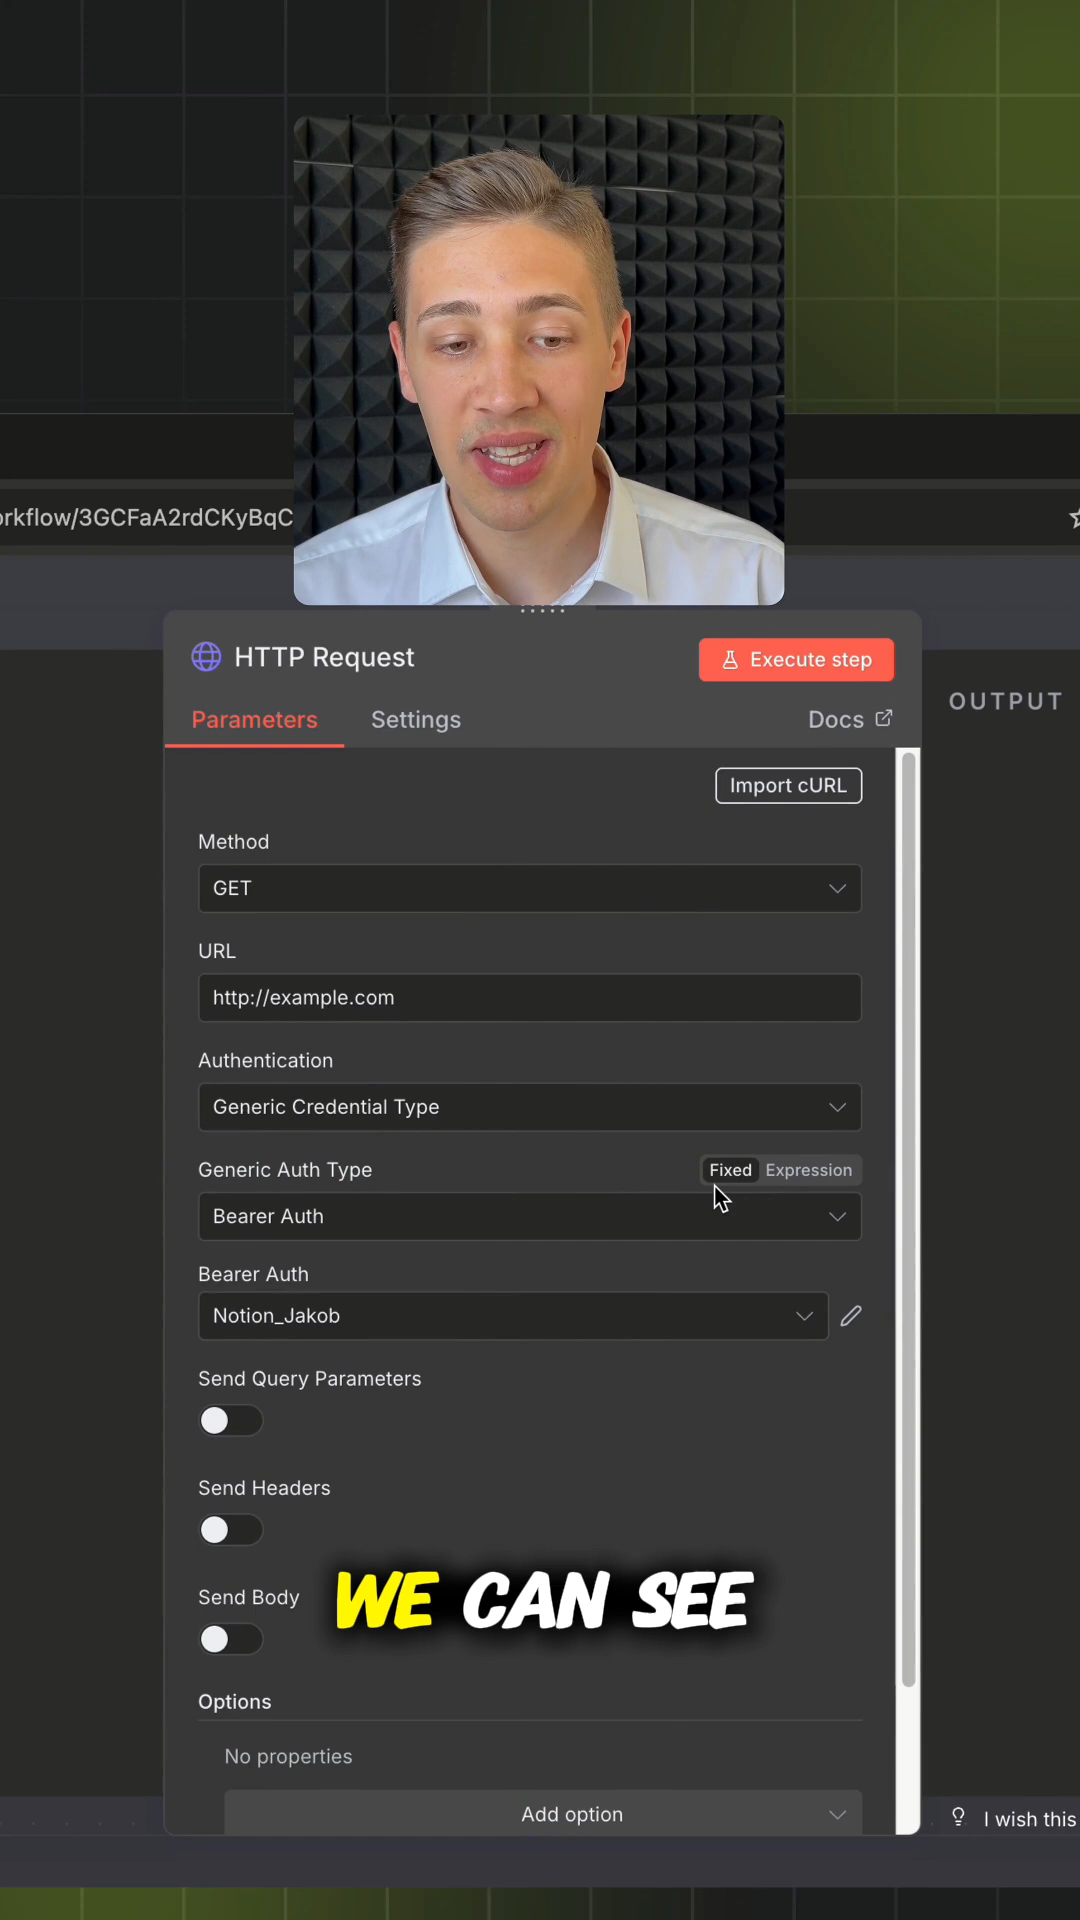 orkflow/3GCFaA2rdCKyBqC
HTTP Request
Execute step
OUTPUT
Parameters
Settings
Docs
Import cURL
Method
GET
URL
http://example.com
Authentication
Generic Credential Type
Generic Auth Type
Fixed
Expression
Bearer Auth
Bearer Auth
Notion_Jakob
Send Query Parameters
Send Headers
Send Body
WE CAN SEE
Options
No properties
Add option
I wish this